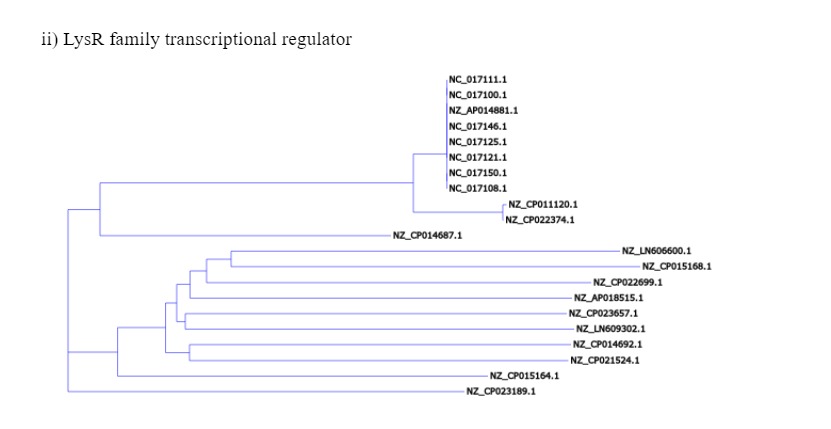 ii) LysR family transcriptional regulator
NC_017111.1
NC_017100.1
NZ_AP014881.1
NC_017146.1
NC_017125.1
NC_017121.1
NC_017150.1
NC_017108.1
NZ_CP011120.1
NZ_CP022374.1
NZ_CP014687.1
NZ_LN606600.1
NZ_CP015168.1
NZ_CP022699.1
NZ_AP018515.1
NZ_CP023657.1
NZ_LN609302.1
NZ_CP014692.1
NZ_CP021524.1
NZ_CP015164.1
NZ_CP023189.1